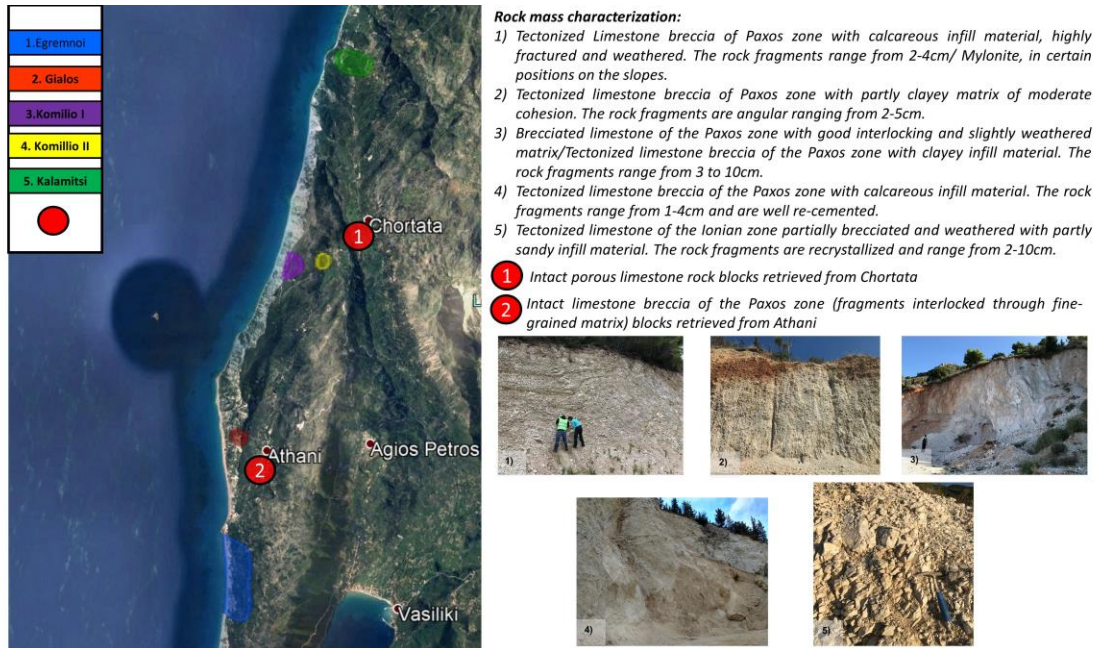 1.Egremnoi
2. Gialos
3.Komilio I
4. Komillio II
5. Kalamitsi
Chortata
1
Athani
2
Agios Petros
Vasiliki
L
Rock mass characterization:
1) Tectonized Limestone breccia of Paxos zone with calcareous infill material, highly
fractured and weathered. The rock fragments range from 2-4cm/ Mylonite, in certain
positions on the slopes.
2) Tectonized limestone breccia of Paxos zone with partly clayey matrix of moderate
cohesion. The rock fragments are angular ranging from 2-5cm.
3) Brecciated limestone of the Paxos zone with good interlocking and slightly weathered
matrix/Tectonized limestone breccia of the Paxos zone with clayey infill material. The
rock fragments range from 3 to 10cm.
4) Tectonized limestone breccia of the Paxos zone with calcareous infill material. The rock
fragments range from 1-4cm and are well re-cemented.
5) Tectonized limestone of the Ionian zone partially brecciated and weathered with partly
sandy infill material. The rock fragments are recrystallized and range from 2-10cm.
1 Intact porous limestone rock blocks retrieved from Chortata
2 Intact limestone breccia of the Paxos zone (fragments interlocked through fine-
grained matrix) blocks retrieved from Athani
1)
2)
3)
4)
5)